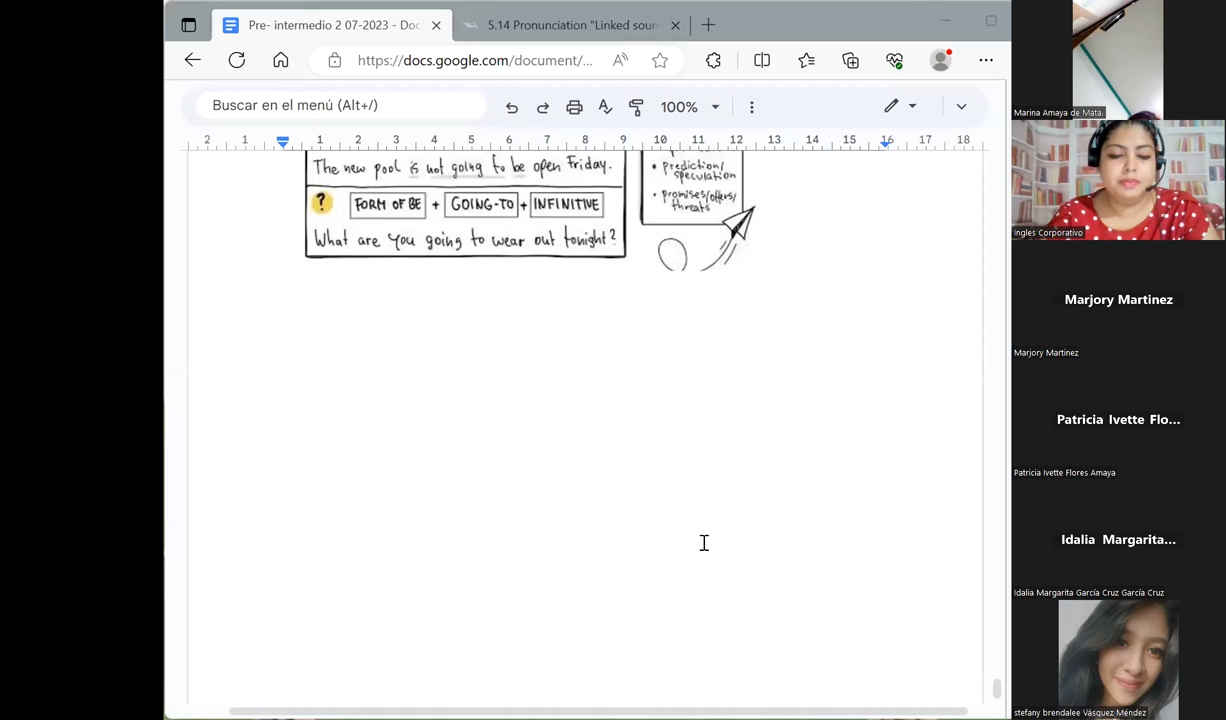 Pre- intermedio 2 07-2023 - Doc
5.14 Pronunciation "Linked soun
https://docs.google.com/document/...
Buscar en el menú (Alt+/)
100%
2 1 1 2 3 4 5 6 7 8 9 10 11 12 13 14 15 16 17 18
The new pool is not going to be open Friday.
? FORM OF BE + GOING-TO + INFINITIVE
What are you going to wear out tonight?
• prediction/
speculation
• promises/offers/
threats
Marina Amaya de Mata.
Ingles Corporativo
Marjory Martinez
Marjory Martinez
Patricia Ivette Flo...
Patricia Ivette Flores Amaya
Idalia Margarita...
Idalia Margarita García Cruz García Cruz
stefany brendalee Vásquez Méndez